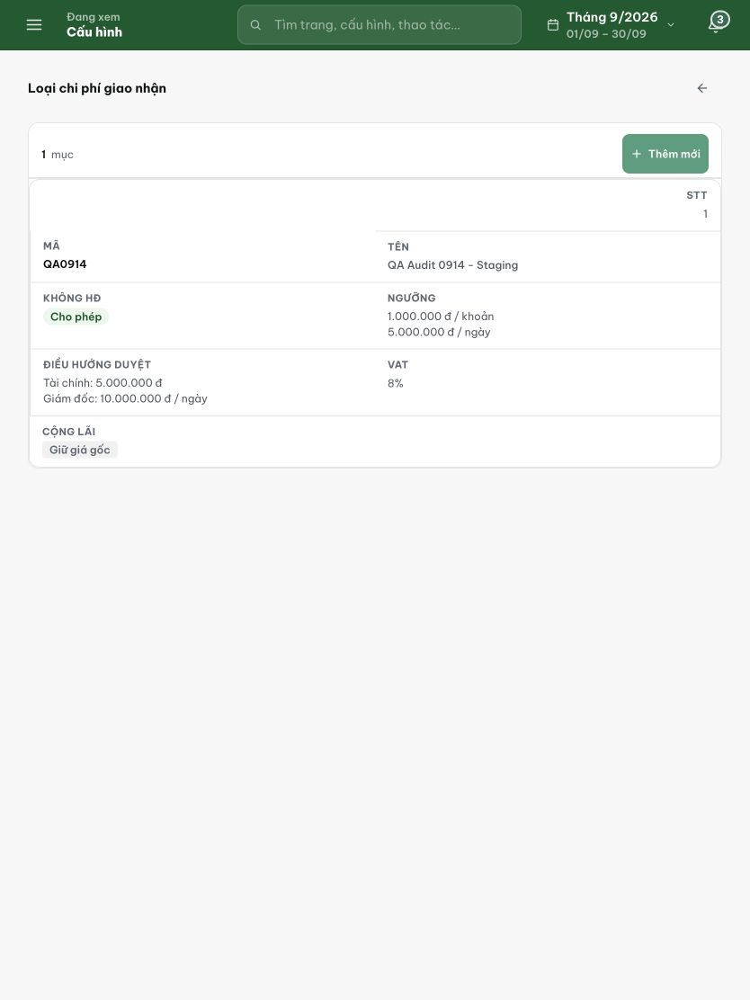 Đang xem
Cấu hình
Tìm trang, cấu hình, thao tác...
Tháng 9/2026
01/09 – 30/09
3
Loại chi phí giao nhận
1 mục
Thêm mới
STT
1
MÃ
QA0914
TÊN
QA Audit 0914 - Staging
KHÔNG HĐ
Cho phép
NGƯỠNG
1.000.000 đ / khoản
5.000.000 đ / ngày
ĐIỀU HƯỚNG DUYỆT
Tài chính: 5.000.000 đ
Giám đốc: 10.000.000 đ / ngày
VAT
8%
CỘNG LÃI
Giữ giá gốc